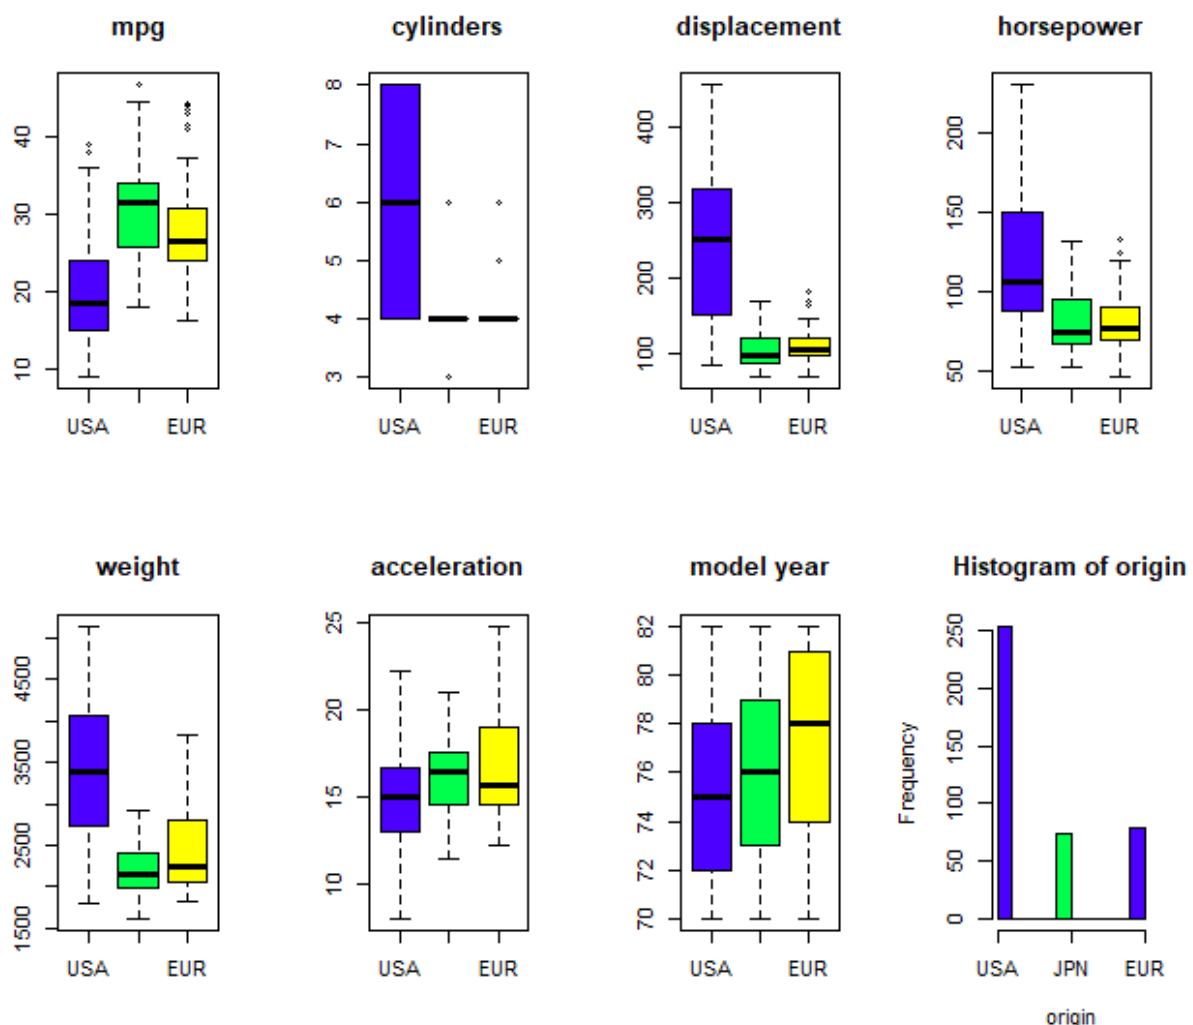 mpg
cylinders
displacement
horsepower
10 20 30 40
3 4 5 6 7 8
100 200 300 400
50 100 150 200
USA EUR
USA EUR
USA EUR
USA EUR
weight
acceleration
model year
Histogram of origin
1500 2500 3500 4500
10 15 20 25
70 72 74 76 78 80 82
Frequency
0 50 100 150 200 250
USA EUR
USA EUR
USA EUR
USA JPN EUR
origin